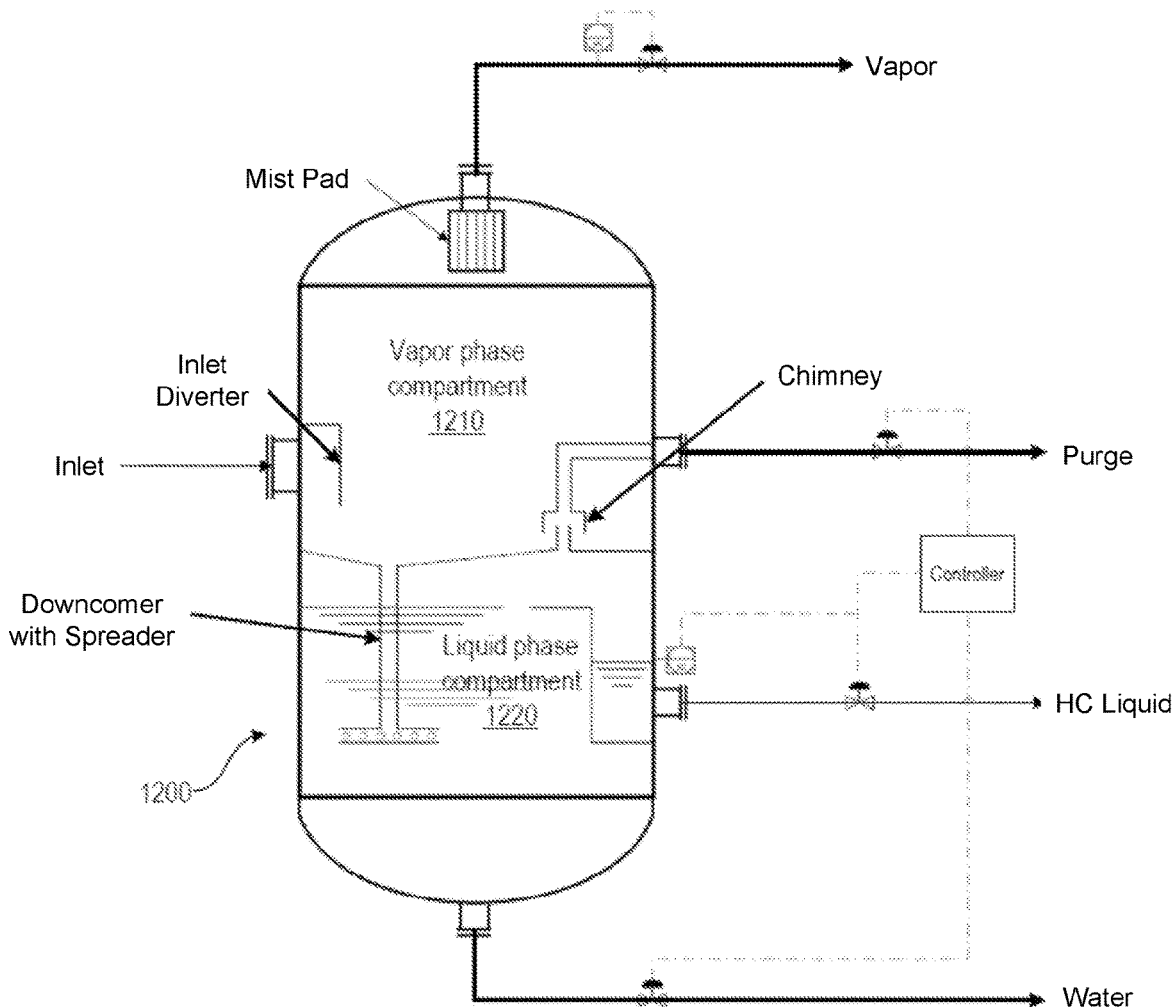 Vapor
Mist Pad
Vapor phase
compartment
1210
Inlet
Diverter
Chimney
Inlet
Purge
Controller
Downcomer
with Spreader
Liquid phase
compartment
1220
HC Liquid
1200
Water